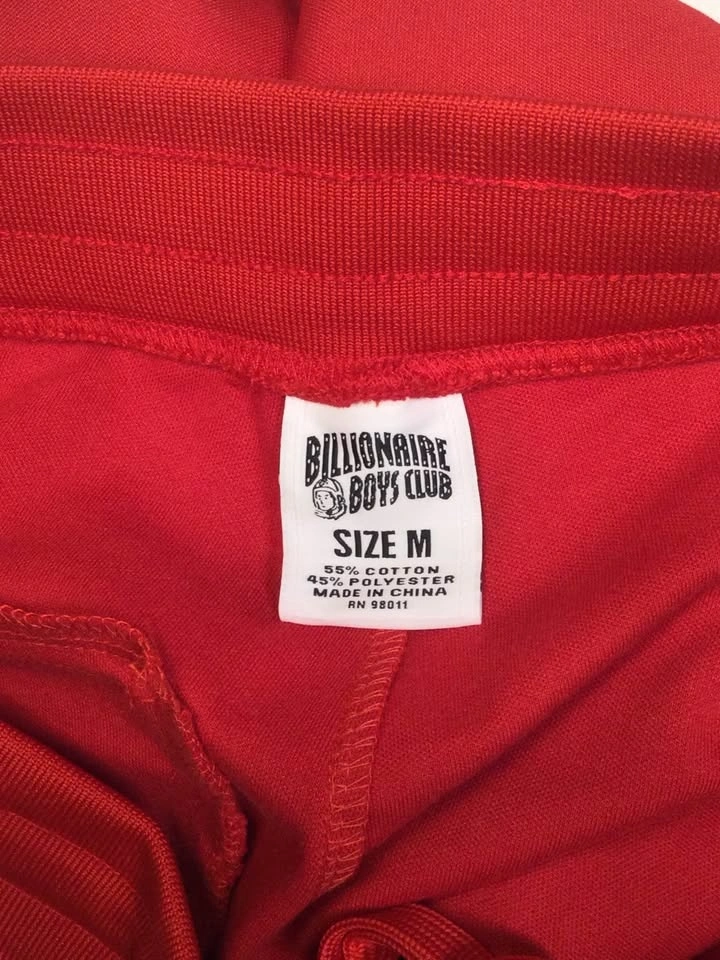 BILLIONAIRE
BOYS CLUB
SIZE M
55% COTTON
45% POLYESTER
MADE IN CHINA
RN 98011